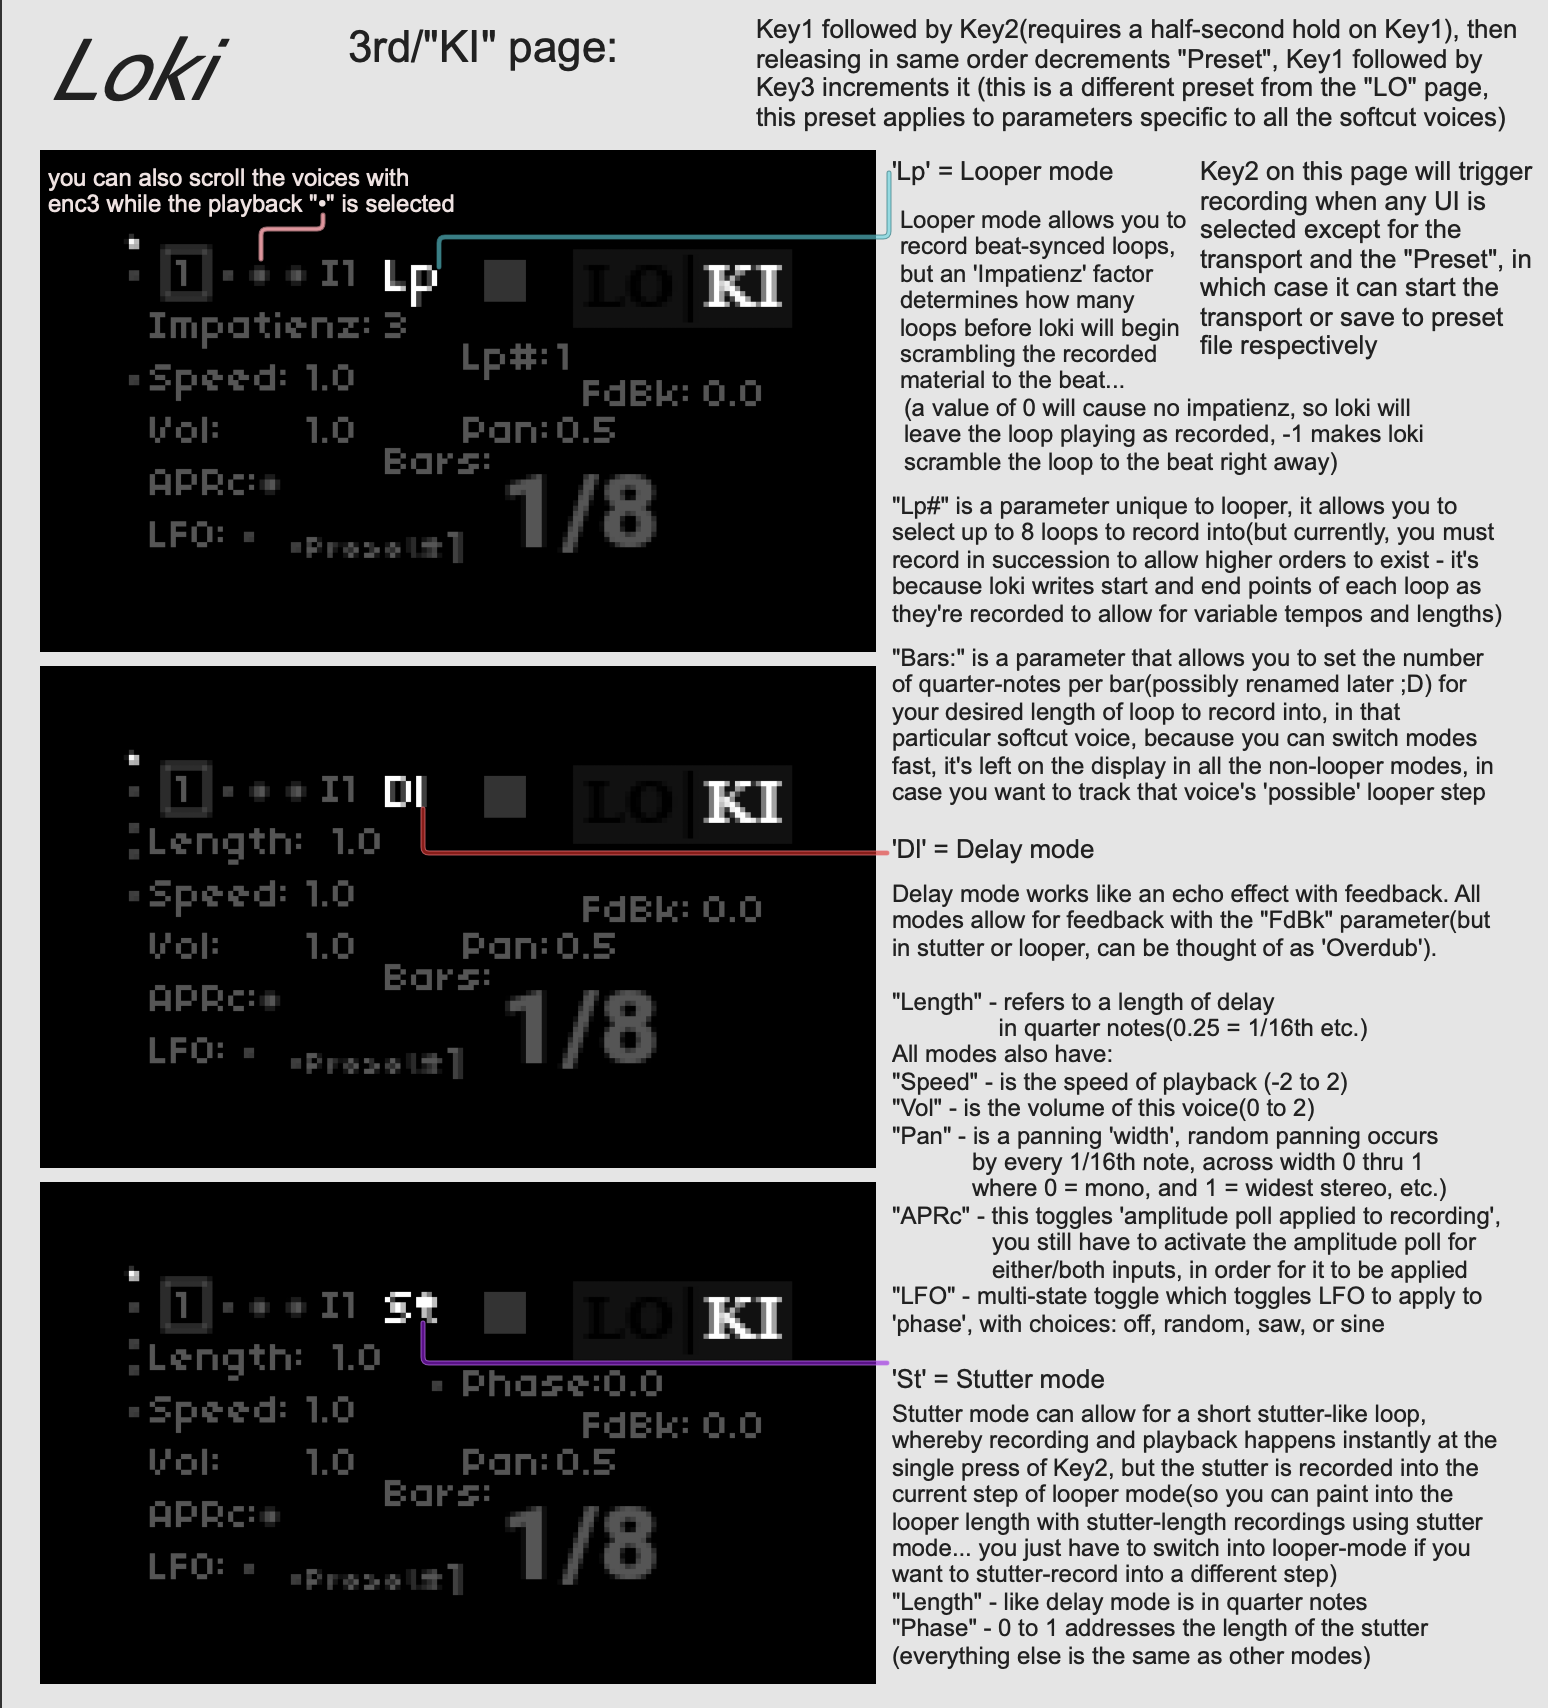 Loki
3rd/"KI" page:
Key1 followed by Key2(requires a half-second hold on Key1), then
releasing in same order decrements "Preset", Key1 followed by
Key3 increments it (this is a different preset from the "LO" page,
this preset applies to parameters specific to all the softcut voices)
you can also scroll the voices with
enc3 while the playback "•" is selected
1 I1 Lp LO KI
Impatienz: 3
Lp#:1
Speed: 1.0
FdBk: 0.0
Vol: 1.0 Pan:0.5
Bars:
APRc:
1/8
LFO: Preset#1
'Lp' = Looper mode
Looper mode allows you to
record beat-synced loops,
but an 'Impatienz' factor
determines how many
loops before loki will begin
scrambling the recorded
material to the beat...
(a value of 0 will cause no impatienz, so loki will
leave the loop playing as recorded, -1 makes loki
scramble the loop to the beat right away)
Key2 on this page will trigger
recording when any UI is
selected except for the
transport and the "Preset", in
which case it can start the
transport or save to preset
file respectively
"Lp#" is a parameter unique to looper, it allows you to
select up to 8 loops to record into(but currently, you must
record in succession to allow higher orders to exist - it's
because loki writes start and end points of each loop as
they're recorded to allow for variable tempos and lengths)
"Bars:" is a parameter that allows you to set the number
of quarter-notes per bar(possibly renamed later ;D) for
your desired length of loop to record into, in that
particular softcut voice, because you can switch modes
fast, it's left on the display in all the non-looper modes, in
case you want to track that voice's 'possible' looper step
1 I1 Dl LO KI
Length: 1.0
Speed: 1.0
FdBk: 0.0
Vol: 1.0 Pan:0.5
Bars:
APRc:
1/8
LFO: Preset#1
'Dl' = Delay mode
Delay mode works like an echo effect with feedback. All
modes allow for feedback with the "FdBk" parameter(but
in stutter or looper, can be thought of as 'Overdub').
"Length" - refers to a length of delay
in quarter notes(0.25 = 1/16th etc.)
All modes also have:
"Speed" - is the speed of playback (-2 to 2)
"Vol" - is the volume of this voice(0 to 2)
"Pan" - is a panning 'width', random panning occurs
by every 1/16th note, across width 0 thru 1
where 0 = mono, and 1 = widest stereo, etc.)
"APRc" - this toggles 'amplitude poll applied to recording',
you still have to activate the amplitude poll for
either/both inputs, in order for it to be applied
"LFO" - multi-state toggle which toggles LFO to apply to
'phase', with choices: off, random, saw, or sine
1 I1 St LO KI
Length: 1.0
Phase:0.0
Speed: 1.0
FdBk: 0.0
Vol: 1.0 Pan:0.5
Bars:
APRc:
1/8
LFO: Preset#1
'St' = Stutter mode
Stutter mode can allow for a short stutter-like loop,
whereby recording and playback happens instantly at the
single press of Key2, but the stutter is recorded into the
current step of looper mode(so you can paint into the
looper length with stutter-length recordings using stutter
mode... you just have to switch into looper-mode if you
want to stutter-record into a different step)
"Length" - like delay mode is in quarter notes
"Phase" - 0 to 1 addresses the length of the stutter
(everything else is the same as other modes)